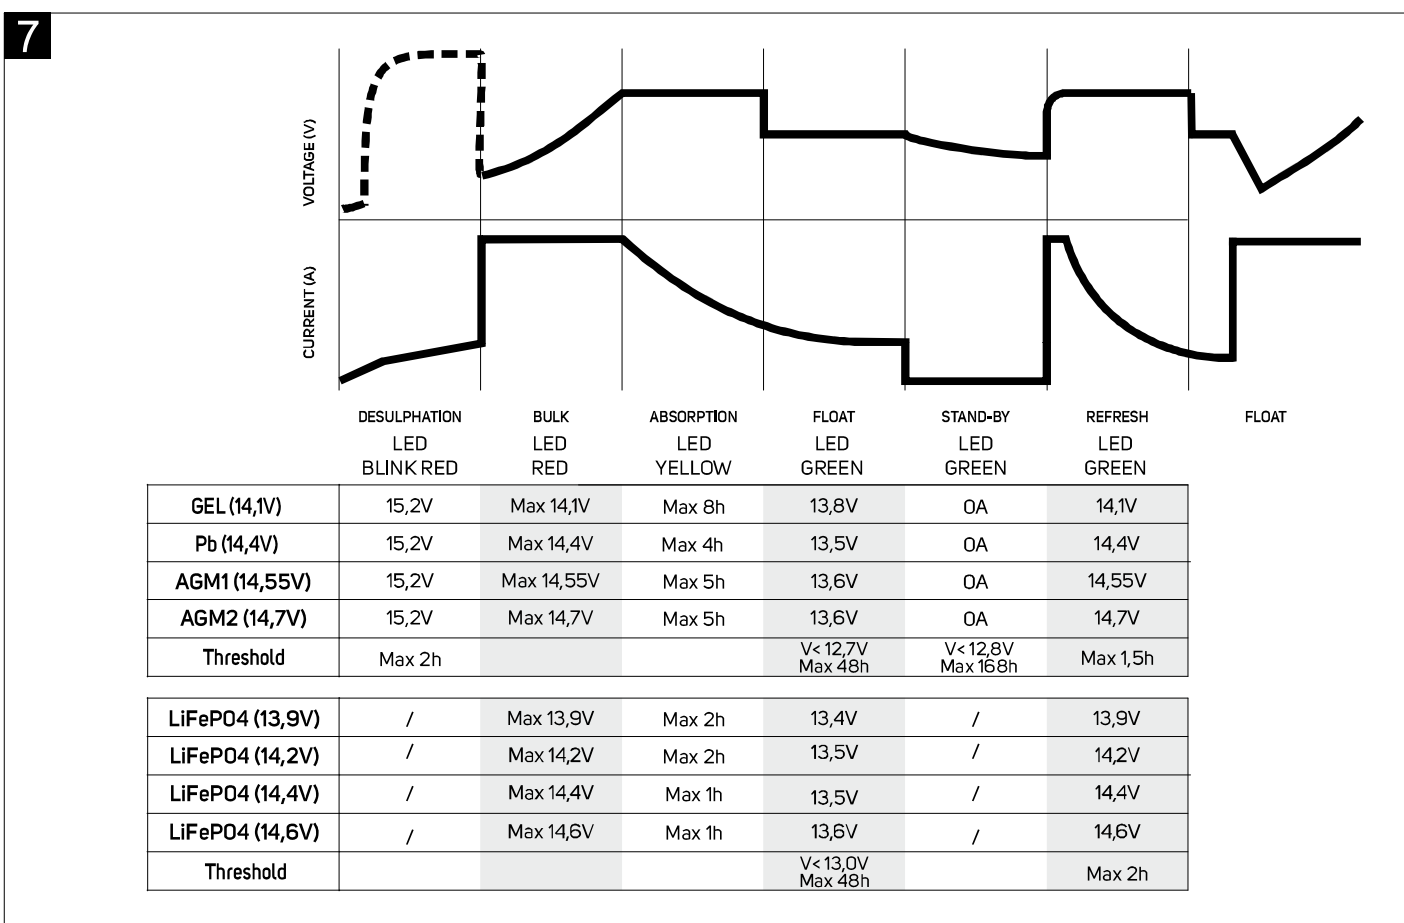 7
VOLTAGE (V)
CURRENT (A)
DESULPHATION BULK ABSORPTION FLOAT STAND-BY REFRESH FLOAT
LED LED LED LED LED LED
BLINK RED RED YELLOW GREEN GREEN GREEN
GEL (14,1V) 15,2V Max 14,1V Max 8h 13,8V 0A 14,1V
Pb (14,4V) 15,2V Max 14,4V Max 4h 13,5V 0A 14,4V
AGM1 (14,55V) 15,2V Max 14,55V Max 5h 13,6V 0A 14,55V
AGM2 (14,7V) 15,2V Max 14,7V Max 5h 13,6V 0A 14,7V
Threshold Max 2h V< 12,7V Max 48h V< 12,8V Max 168h Max 1,5h
LiFePO4 (13,9V) / Max 13,9V Max 2h 13,4V / 13,9V
LiFePO4 (14,2V) / Max 14,2V Max 2h 13,5V / 14,2V
LiFePO4 (14,4V) / Max 14,4V Max 1h 13,5V / 14,4V
LiFePO4 (14,6V) / Max 14,6V Max 1h 13,6V / 14,6V
Threshold V< 13,0V Max 48h Max 2h